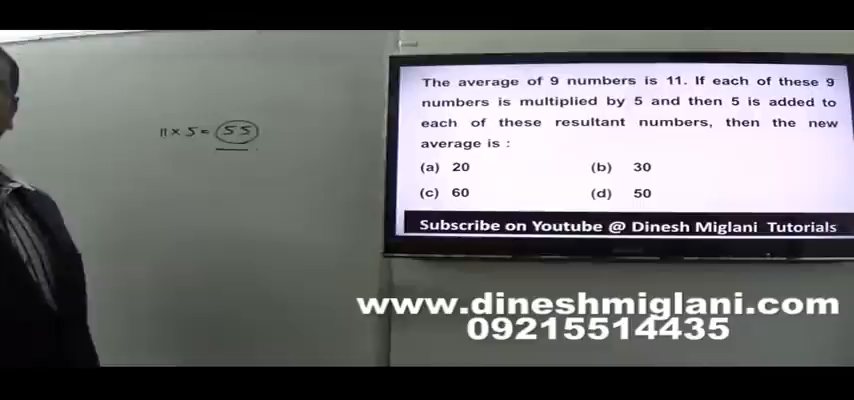 11 x 5 = 55
The average of 9 numbers is 11. If each of these 9
numbers is multiplied by 5 and then 5 is added to
each of these resultant numbers, then the new
average is :
(a) 20 (b) 30
(c) 60 (d) 50
Subscribe on Youtube @ Dinesh Miglani Tutorials
www.dineshmiglani.com
09215514435